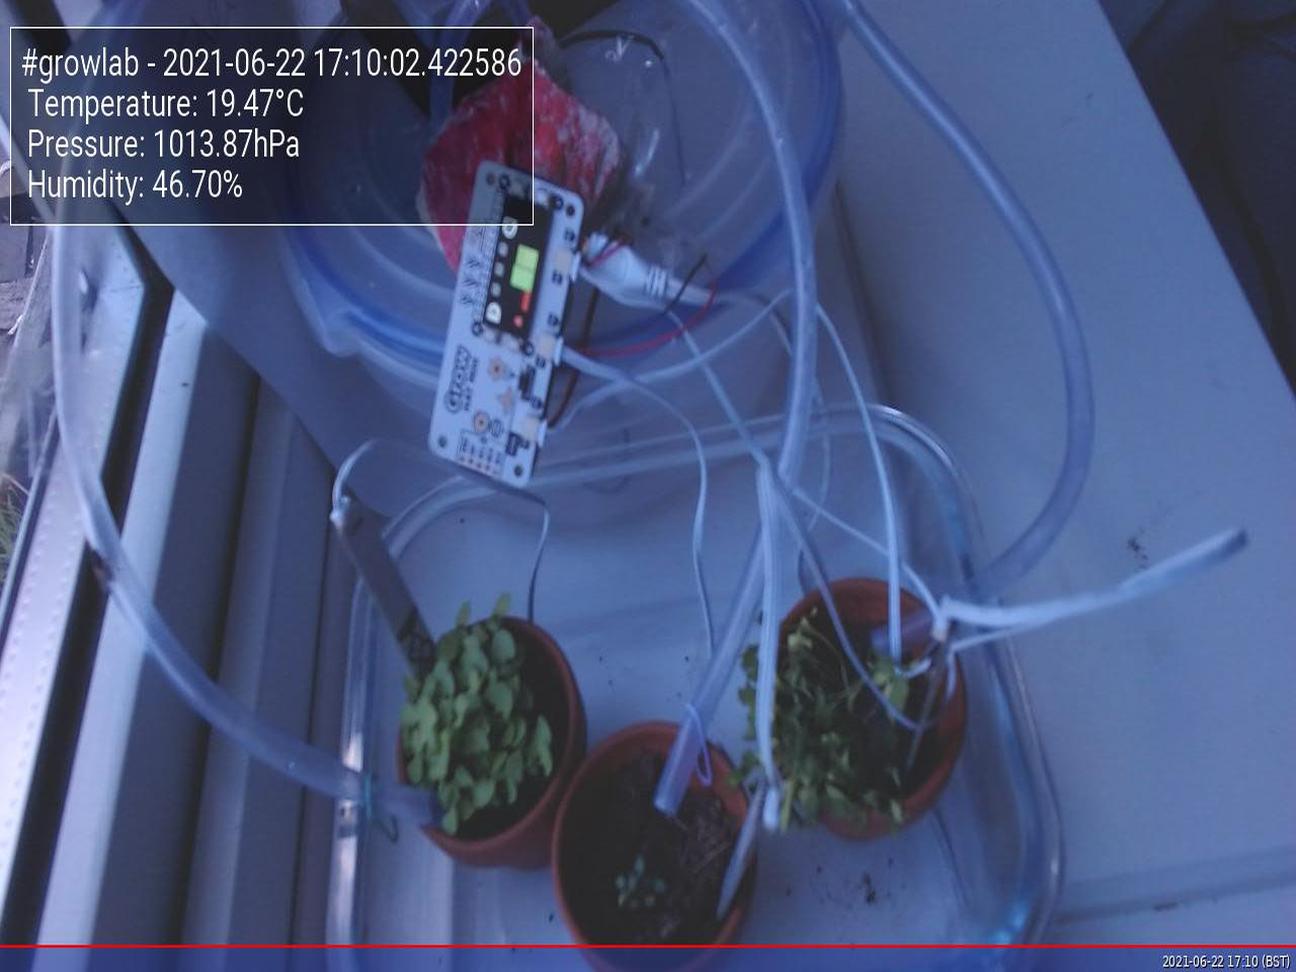 #growlab - 2021-06-22 17:10:02.422586
Temperature: 19.47°C
Pressure: 1013.87hPa
Humidity: 46.70%
GROW
2021-06-22 17:10 (BST)